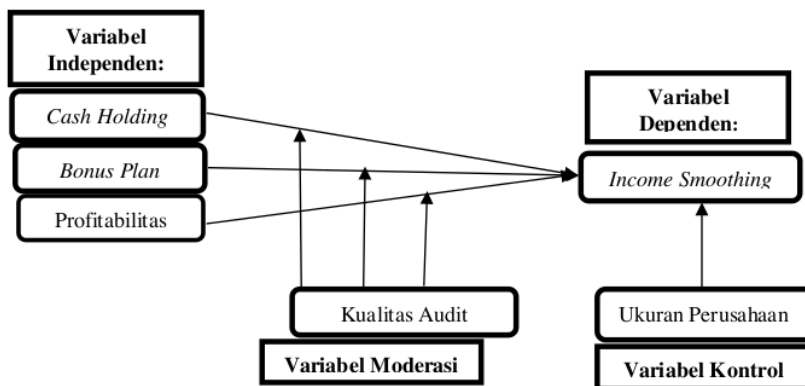 Variabel
Independen:
Cash Holding
Bonus Plan
Profitabilitas
Variabel
Dependen:
Income Smoothing
Kualitas Audit
Variabel Moderasi
Ukuran Perusahaan
Variabel Kontrol